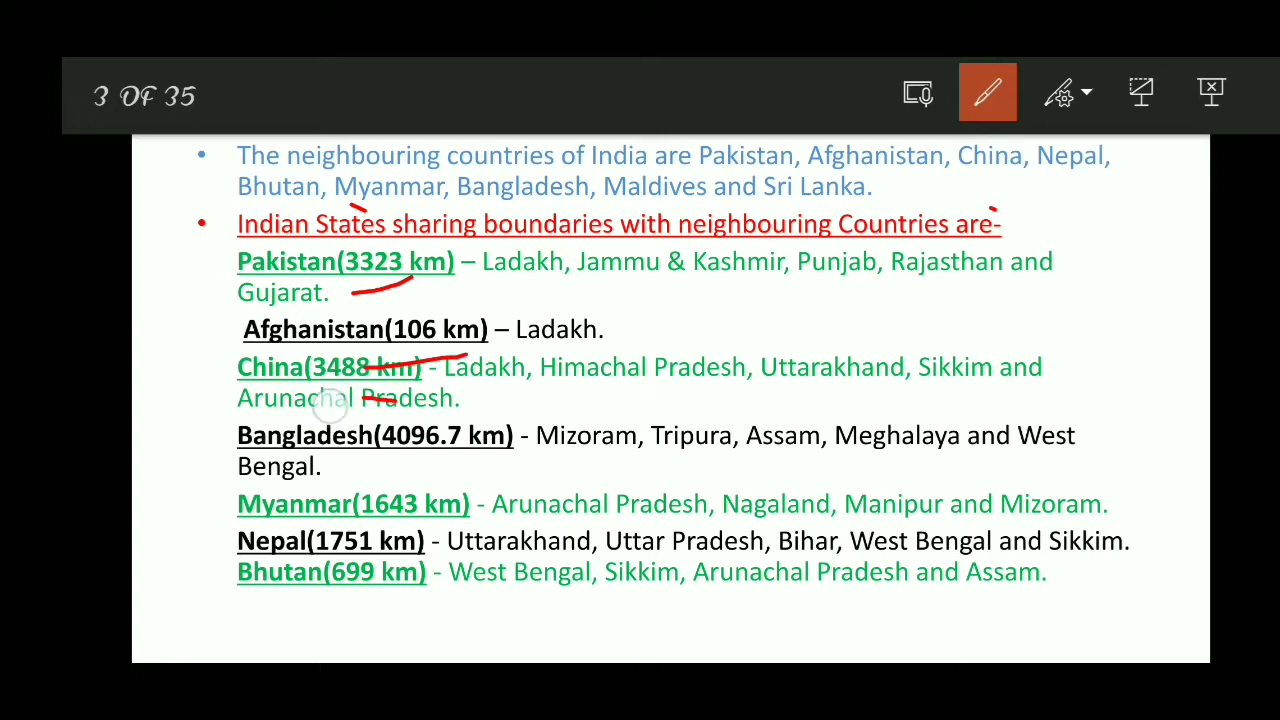 3 OF 35
• The neighbouring countries of India are Pakistan, Afghanistan, China, Nepal,
Bhutan, Myanmar, Bangladesh, Maldives and Sri Lanka.
• Indian States sharing boundaries with neighbouring Countries are-
Pakistan(3323 km) – Ladakh, Jammu & Kashmir, Punjab, Rajasthan and
Gujarat.
Afghanistan(106 km) – Ladakh.
China(3488 km) - Ladakh, Himachal Pradesh, Uttarakhand, Sikkim and
Arunachal Pradesh.
Bangladesh(4096.7 km) - Mizoram, Tripura, Assam, Meghalaya and West
Bengal.
Myanmar(1643 km) - Arunachal Pradesh, Nagaland, Manipur and Mizoram.
Nepal(1751 km) - Uttarakhand, Uttar Pradesh, Bihar, West Bengal and Sikkim.
Bhutan(699 km) - West Bengal, Sikkim, Arunachal Pradesh and Assam.